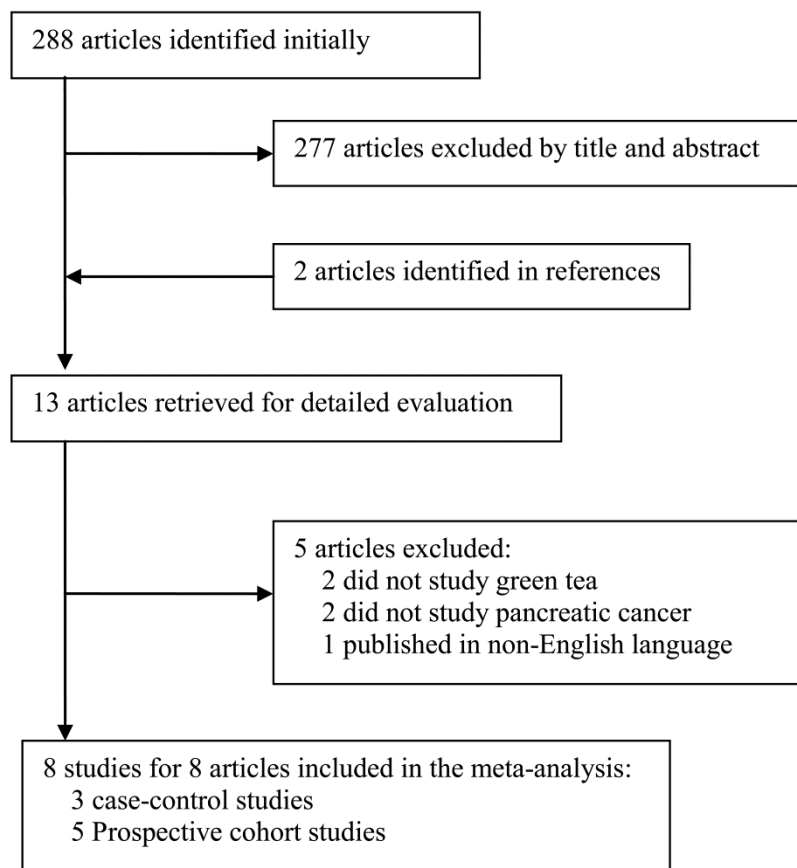 288 articles identified initially
277 articles excluded by title and abstract
2 articles identified in references
13 articles retrieved for detailed evaluation
5 articles excluded:
2 did not study green tea
2 did not study pancreatic cancer
1 published in non-English language
8 studies for 8 articles included in the meta-analysis:
3 case-control studies
5 Prospective cohort studies